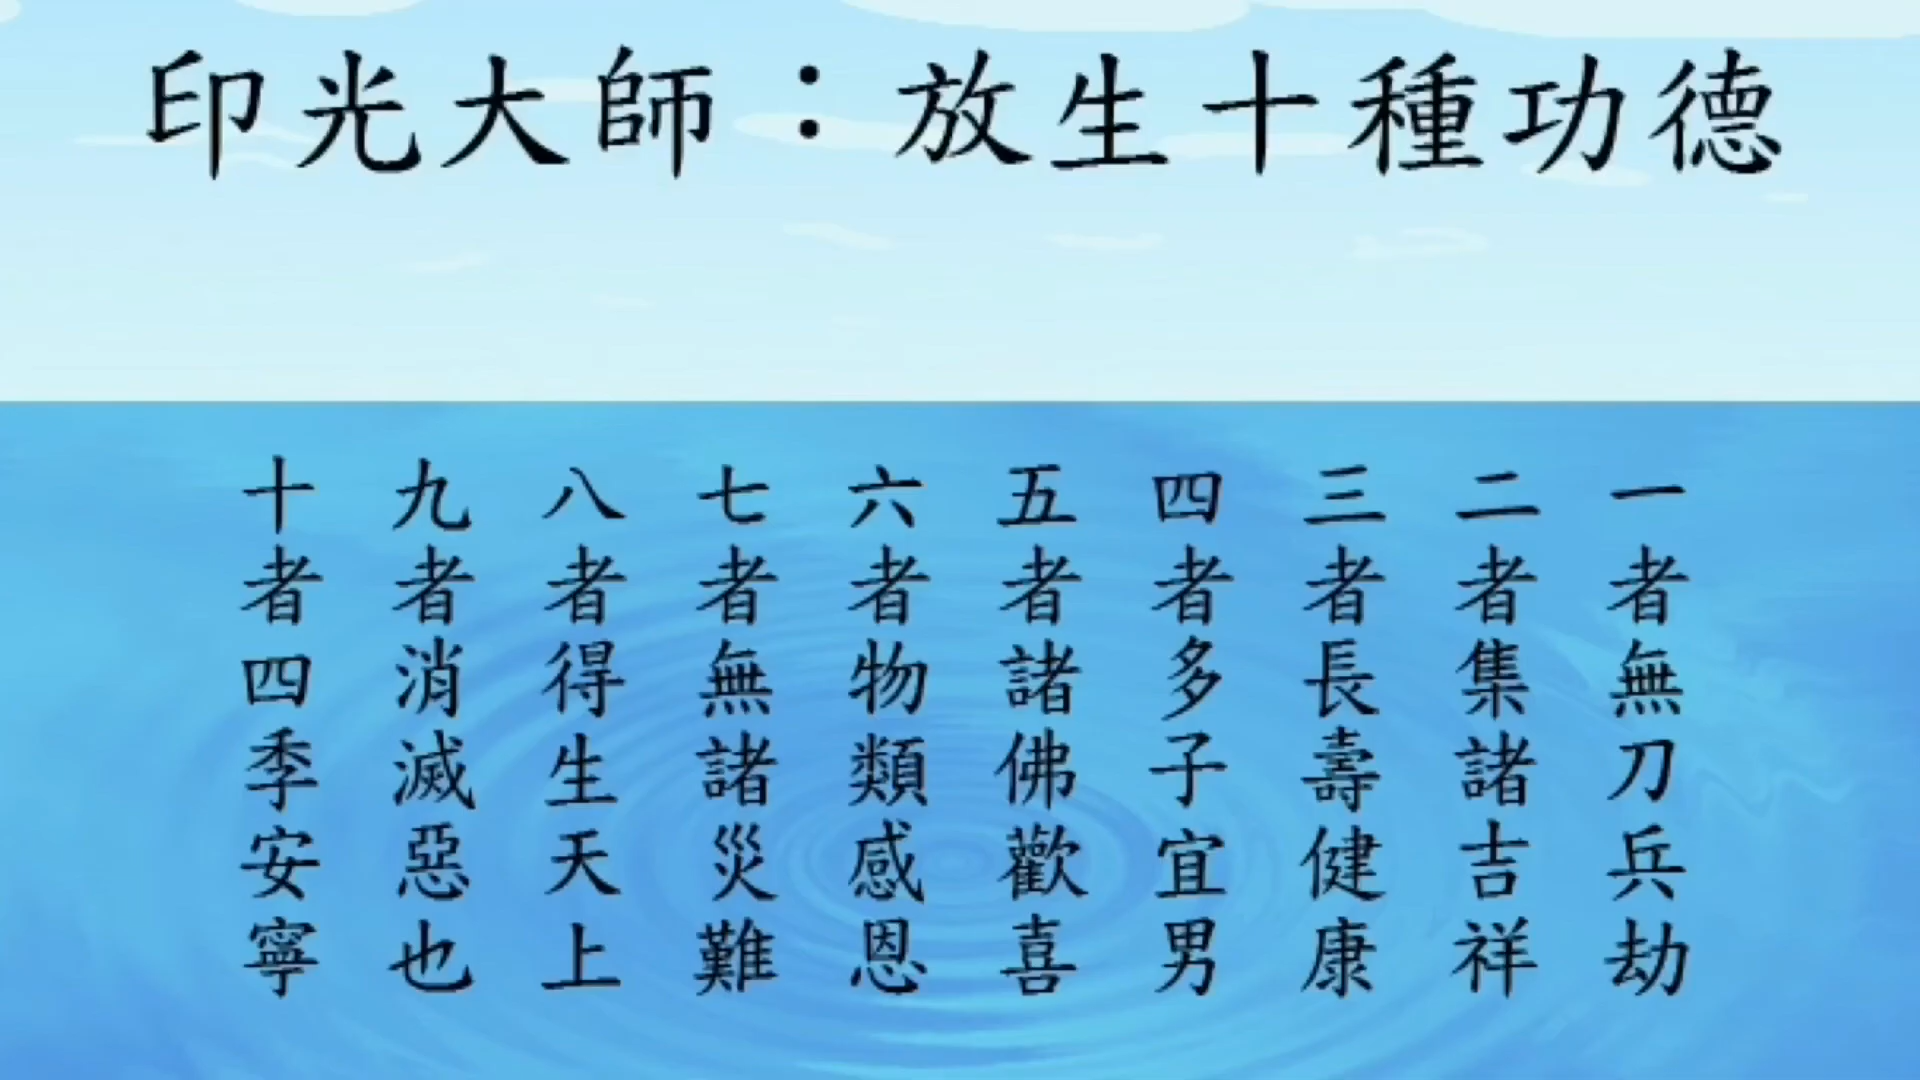 印光大師：放生十種功德
一者無刀兵劫
二者集諸吉祥
三者長壽健康
四者多子宜男
五者諸佛歡喜
六者物類感恩
七者無諸災難
八者得生天上
九者消滅惡也
十者四季安寧